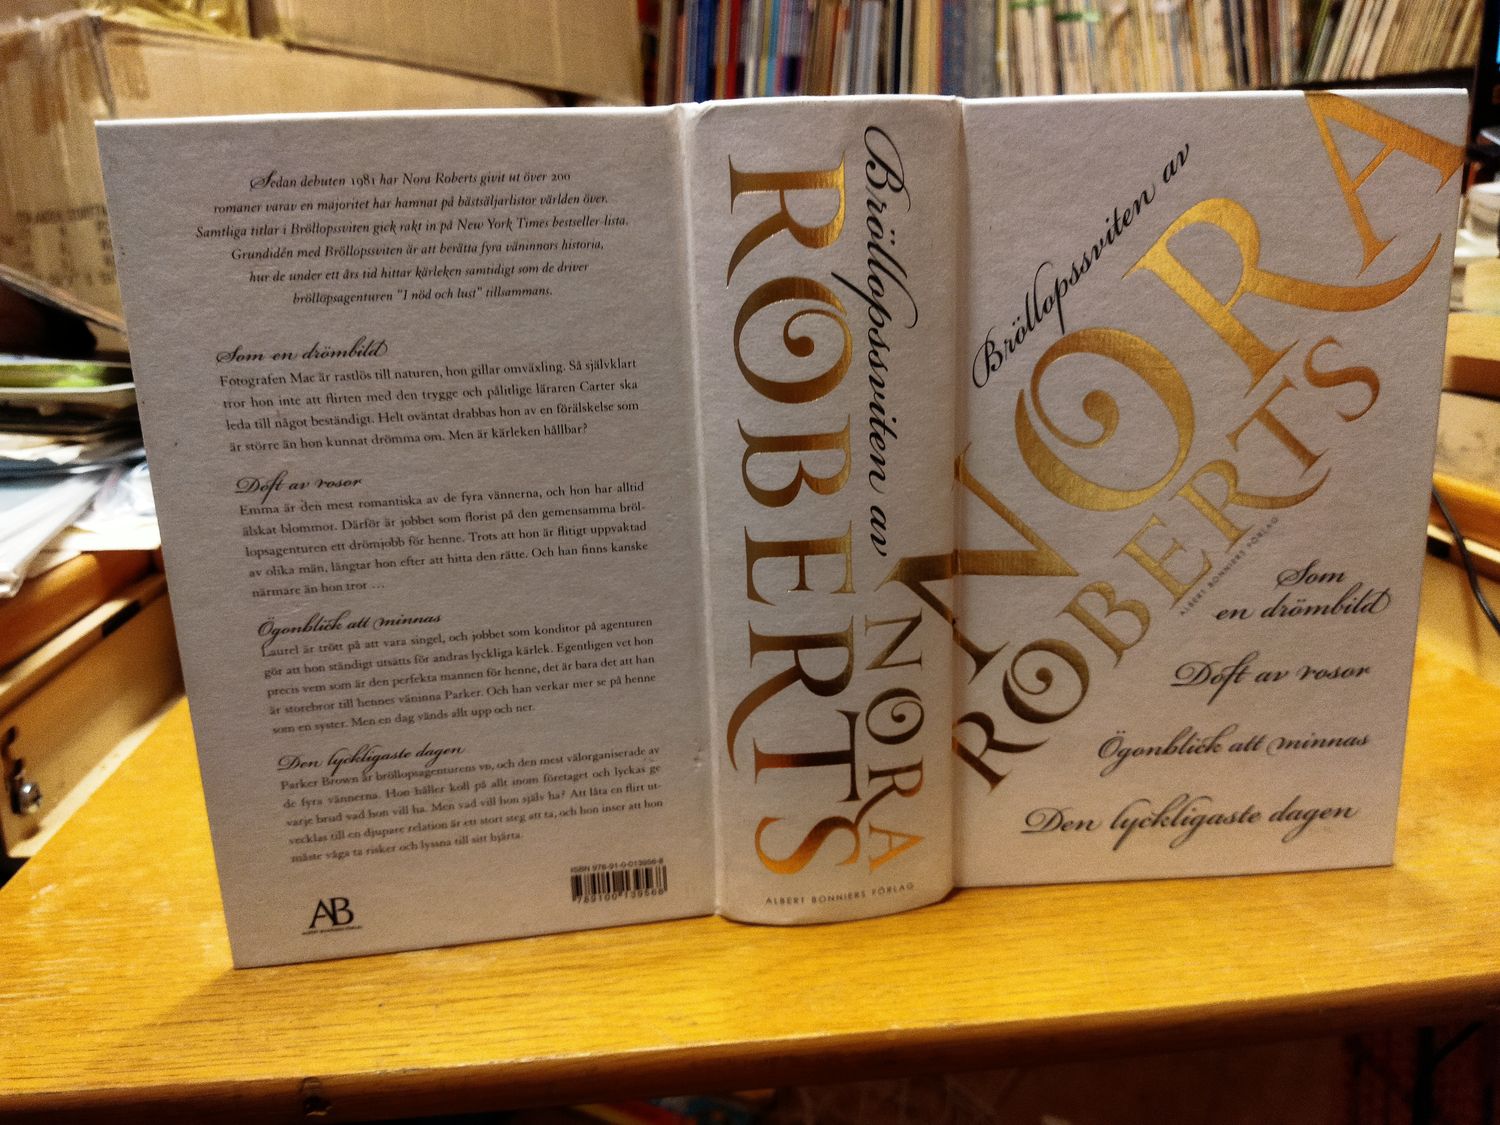 Sedan debuten 1981 har Nora Roberts givit ut över 200
romaner varav en majoritet har hamnat på bästsäljarlistor världen över.
Samtliga titlar i Bröllopssviten gick rakt in på New York Times bestseller-lista.
Grundidén med Bröllopssviten är att berätta fyra väninnors historia,
hur de under ett års tid hittar kärleken samtidigt som de driver
bröllopsagenturen "I nöd och lust" tillsammans.
Som en drömbild
Fotografen Mac är rastlös till naturen, hon gillar omväxling. Så självklart
tror hon inte att flirten med den trygge och pålitlige läraren Carter ska
leda till något beständigt. Helt oväntat drabbas hon av en förälskelse som
är större än hon kunnat drömma om. Men är kärleken hållbar?
Doft av rosor
Emma är den mest romantiska av de fyra vännerna, och hon har alltid
älskat blommor. Därför är jobbet som florist på den gemensamma bröl-
lopsagenturen ett drömjobb för henne. Trots att hon är flitigt uppvaktad
av olika män, längtar hon efter att hitta den rätte. Och han finns kanske
närmare än hon tror ...
Ögonblick att minnas
Laurel är trött på att vara singel, och jobbet som konditor på agenturen
gör att hon ständigt utsätts för andras lyckliga kärlek. Egentligen vet hon
precis vem som är den perfekta mannen för henne, det är bara det att han
är storebror till hennes väninna Parker. Och han verkar mer se på henne
som en syster. Men en dag vänds allt upp och ner.
Den lyckligaste dagen
Parker Brown är bröllopsagenturens vd, och den mest välorganiserade av
de fyra vännerna. Hon håller koll på allt inom företaget och lyckas ge
varje brud vad hon vill ha. Men vad vill hon själv ha? Att låta en flirt ut-
vecklas till en djupare relation är ett stort steg att ta, och hon inser att hon
måste våga ta risker och lyssna till sitt hjärta.
AB
ISBN 978-91-0-013956-8
9789100139568
Bröllopssviten av
NORA
ROBERTS
ALBERT BONNIERS FÖRLAG
Bröllopssviten av
NORA
ROBERTS
ALBERT BONNIERS FÖRLAG
Som
en drömbild
Doft av rosor
Ögonblick att minnas
Den lyckligaste dagen